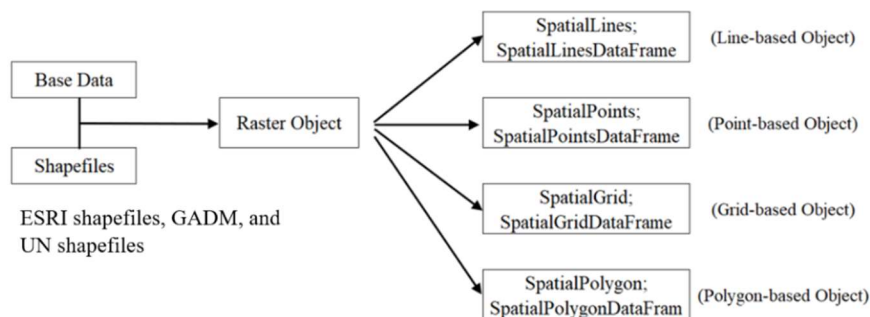 SpatialLines;
SpatialLinesDataFrame
(Line-based Object)
Base Data
Raster Object
SpatialPoints;
SpatialPointsDataFrame
(Point-based Object)
Shapefiles
ESRI shapefiles, GADM, and
UN shapefiles
SpatialGrid;
SpatialGridDataFrame
(Grid-based Object)
SpatialPolygon;
SpatialPolygonDataFram
(Polygon-based Object)